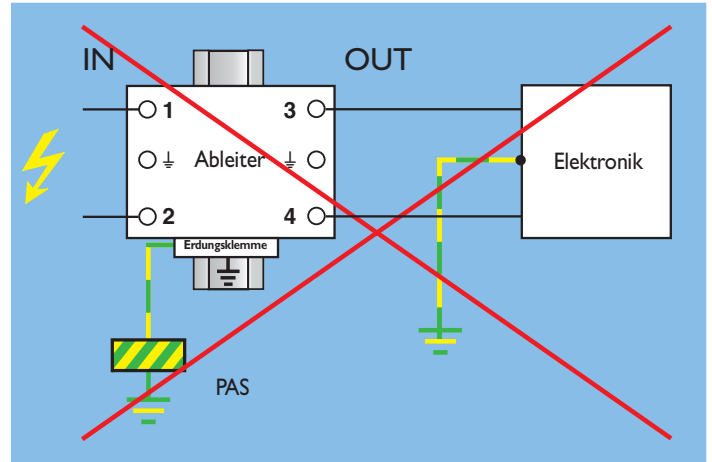 IN OUT
1 3
Ableiter Elektronik
2 4
Erdungsklemme
PAS